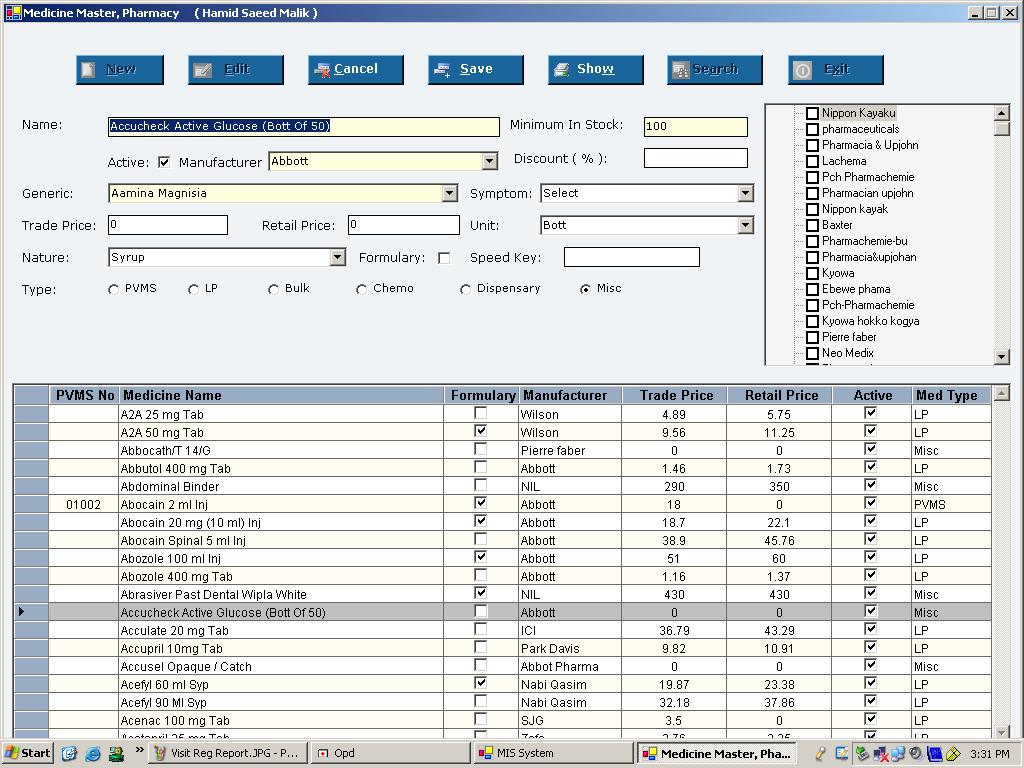 Medicine Master, Pharmacy ( Hamid Saeed Malik )
New Edit Cancel Save Show Search Exit
Name: Accucheck Active Glucose (Bott Of 50) Minimum In Stock: 100
Active: Manufacturer Abbott Discount ( % ):
Generic: Aamina Magnisia Symptom: Select
Trade Price: 0 Retail Price: 0 Unit: Bott
Nature: Syrup Formulary: Speed Key:
Type: PVMS LP Bulk Chemo Dispensary Misc
Nippon Kayaku
pharmaceuticals
Pharmacia & Upjohn
Lachema
Pch Pharmachemie
Pharmacian upjohn
Nippon kayak
Baxter
Pharmachemie-bu
Pharmacia&upjohan
Kyowa
Ebewe phama
Pch-Pharmachemie
Kyowa hokko kogya
Pierre faber
Neo Medix
PVMS No Medicine Name Formulary Manufacturer Trade Price Retail Price Active Med Type
A2A 25 mg Tab Wilson 4.89 5.75 LP
A2A 50 mg Tab Wilson 9.56 11.25 LP
Abbocath/T 14/G Pierre faber 0 0 Misc
Abbutol 400 mg Tab Abbott 1.46 1.73 LP
Abdominal Binder NIL 290 350 Misc
01002 Abocain 2 ml Inj Abbott 18 0 PVMS
Abocain 20 mg (10 ml) Inj Abbott 18.7 22.1 LP
Abocain Spinal 5 ml Inj Abbott 38.9 45.76 LP
Abozole 100 ml Inj Abbott 51 60 LP
Abozole 400 mg Tab Abbott 1.16 1.37 LP
Abrasiver Past Dental Wipla White NIL 430 430 Misc
Accucheck Active Glucose (Bott Of 50) Abbott 0 0 Misc
Acculate 20 mg Tab ICI 36.79 43.29 LP
Accupril 10mg Tab Park Davis 9.82 10.91 LP
Accusel Opaque / Catch Abbot Pharma 0 0 Misc
Acefyl 60 ml Syp Nabi Qasim 19.87 23.38 LP
Acefyl 90 Ml Syp Nabi Qasim 32.18 37.86 LP
Acenac 100 mg Tab SJG 3.5 0 LP
Start » Visit Reg Report.JPG - P... Opd MIS System Medicine Master, Pha... 3:31 PM